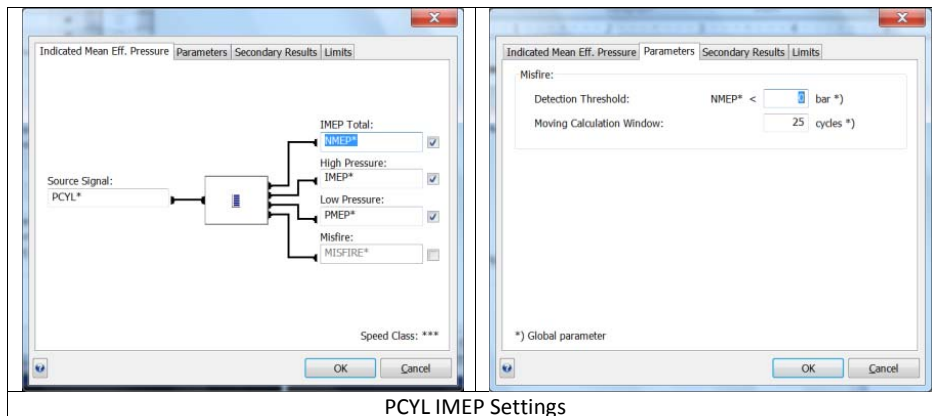 Indicated Mean Eff. Pressure Parameters Secondary Results Limits
IMEP Total:
NMEP*
High Pressure:
IMEP*
Source Signal:
PCYL*
Low Pressure:
PMEP*
Misfire:
MISFIRE*
Speed Class: ***
OK Cancel
Indicated Mean Eff. Pressure Parameters Secondary Results Limits
Misfire:
Detection Threshold: NMEP* < 0 bar *)
Moving Calculation Window: 25 cycles *)
*) Global parameter
OK Cancel
PCYL IMEP Settings